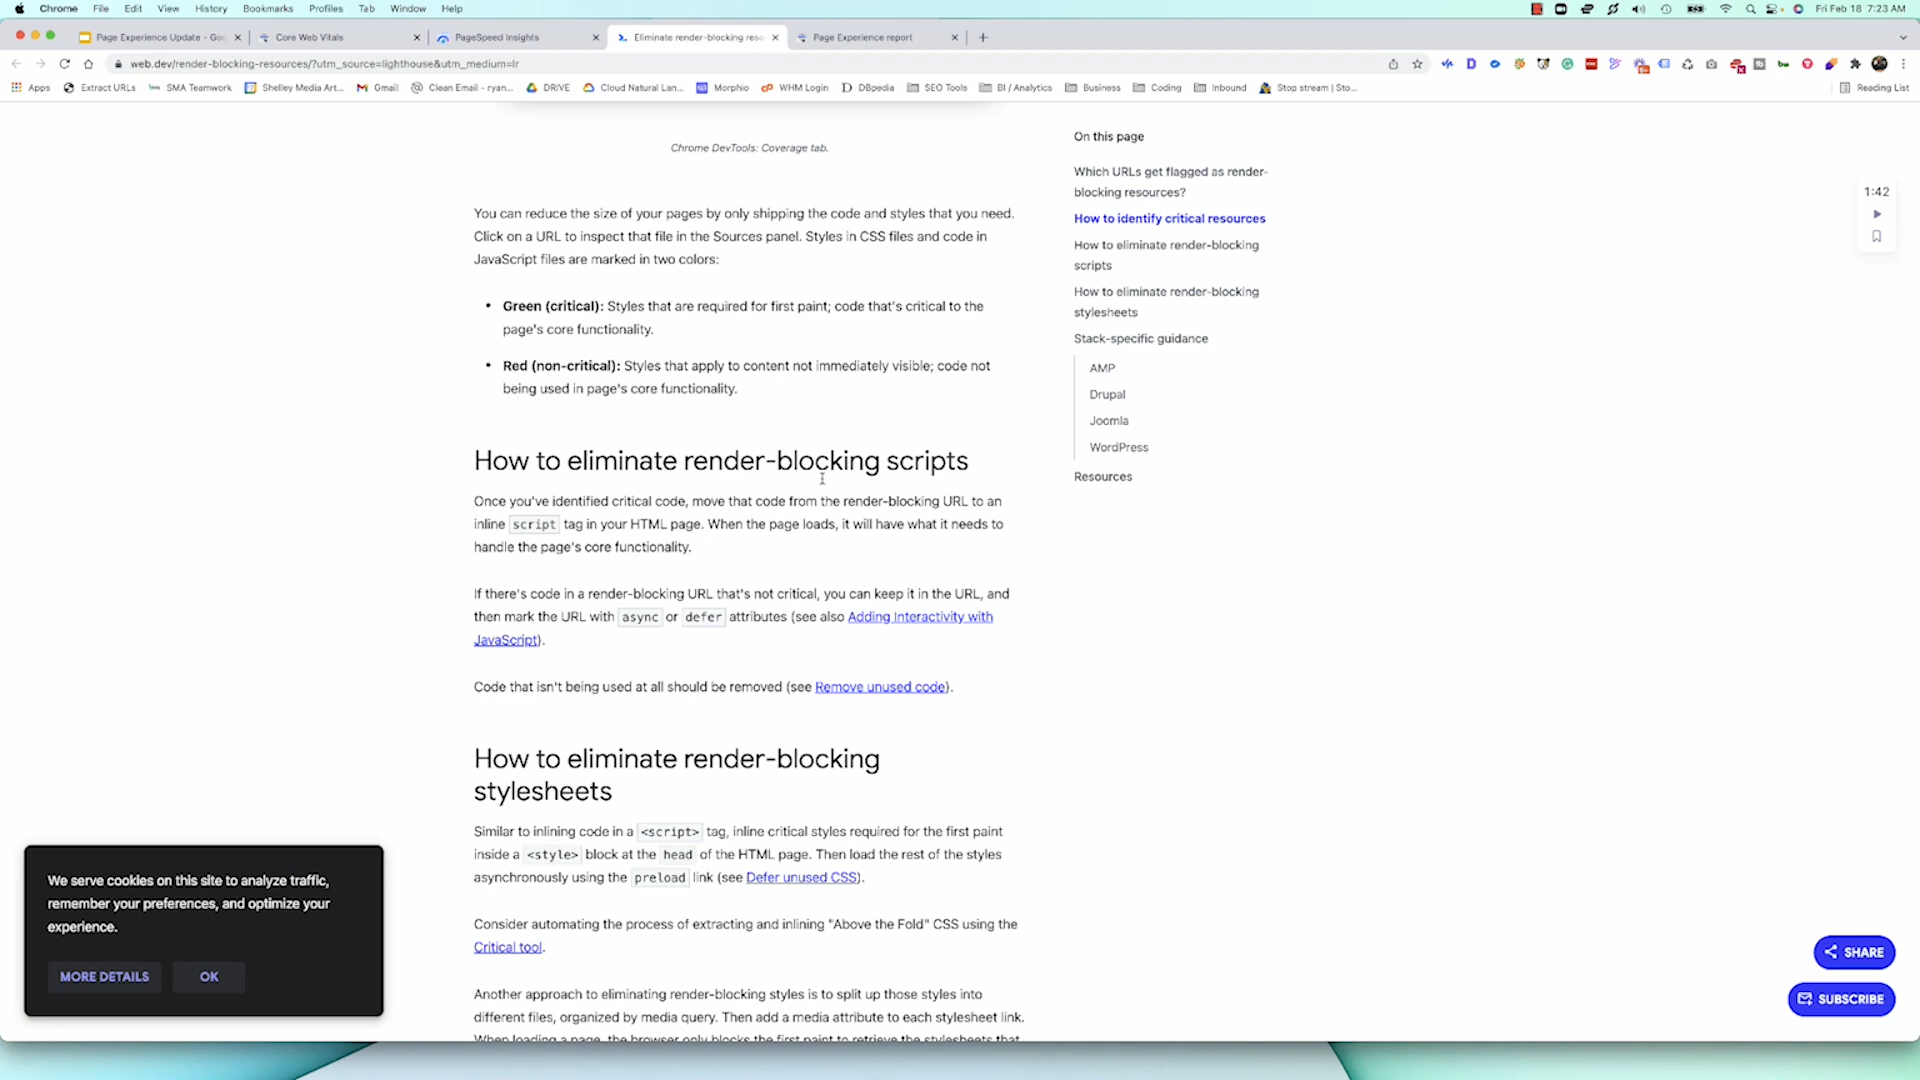 Chrome File Edit View History Bookmarks Profiles Tab Window Help
Fri Feb 18 7:23 AM
Page Experience Update - Goo
Core Web Vitals
PageSpeed Insights
Eliminate render-blocking reso
Page Experience report
web.dev/render-blocking-resources/?utm_source=lighthouse&utm_medium=lr
Apps Extract URLs SMA Teamwork Shelley Media Art... Gmail Clean Email - ryan... DRIVE Cloud Natural Lan... Morphio WHM Login DBpedia SEO Tools BI / Analytics Business Coding Inbound Stop stream | Sto... Reading List
Chrome DevTools: Coverage tab.
You can reduce the size of your pages by only shipping the code and styles that you need.
Click on a URL to inspect that file in the Sources panel. Styles in CSS files and code in
JavaScript files are marked in two colors:
• Green (critical): Styles that are required for first paint; code that's critical to the
page's core functionality.
• Red (non-critical): Styles that apply to content not immediately visible; code not
being used in page's core functionality.
How to eliminate render-blocking scripts
Once you've identified critical code, move that code from the render-blocking URL to an
inline script tag in your HTML page. When the page loads, it will have what it needs to
handle the page's core functionality.
If there's code in a render-blocking URL that's not critical, you can keep it in the URL, and
then mark the URL with async or defer attributes (see also Adding Interactivity with
JavaScript).
Code that isn't being used at all should be removed (see Remove unused code).
How to eliminate render-blocking
stylesheets
Similar to inlining code in a <script> tag, inline critical styles required for the first paint
inside a <style> block at the head of the HTML page. Then load the rest of the styles
asynchronously using the preload link (see Defer unused CSS).
Consider automating the process of extracting and inlining "Above the Fold" CSS using the
Critical tool.
Another approach to eliminating render-blocking styles is to split up those styles into
different files, organized by media query. Then add a media attribute to each stylesheet link.
When loading a page, the browser only blocks the first paint to retrieve the stylesheets that
On this page
Which URLs get flagged as render-
blocking resources?
How to identify critical resources
How to eliminate render-blocking
scripts
How to eliminate render-blocking
stylesheets
Stack-specific guidance
AMP
Drupal
Joomla
WordPress
Resources
1:42
We serve cookies on this site to analyze traffic,
remember your preferences, and optimize your
experience.
MORE DETAILS OK
SHARE
SUBSCRIBE